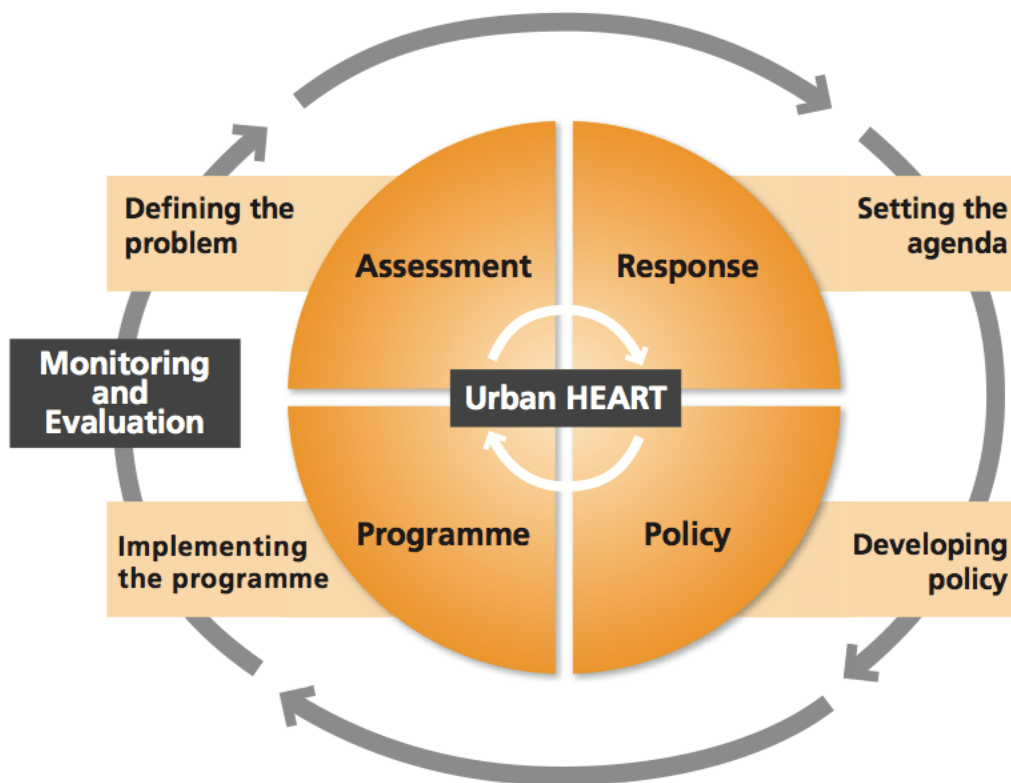 Defining the
problem
Assessment
Response
Setting the
agenda
Monitoring
and
Evaluation
Urban HEART
Implementing
the programme
Programme
Policy
Developing
policy